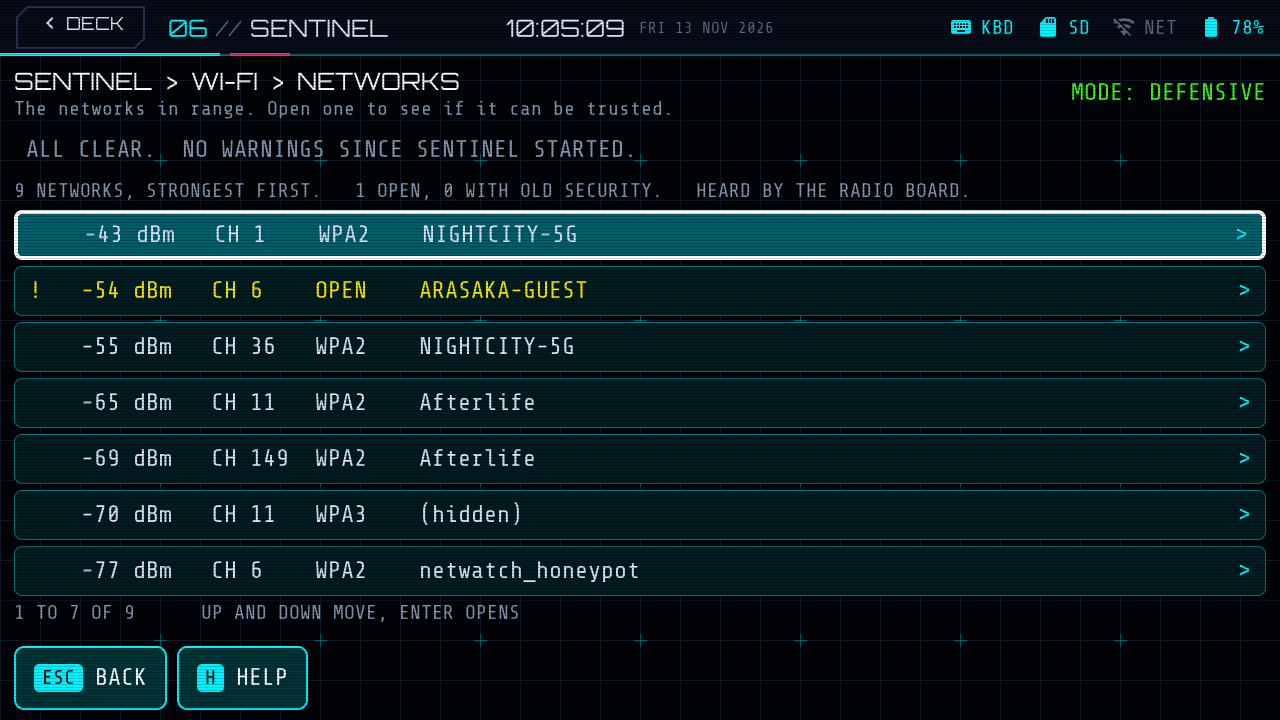 < DECK 06 // SENTINEL 10:05:09 FRI 13 NOV 2026 KBD SD NET 78%
SENTINEL > WI-FI > NETWORKS
The networks in range. Open one to see if it can be trusted.
MODE: DEFENSIVE
ALL CLEAR. NO WARNINGS SINCE SENTINEL STARTED.
9 NETWORKS, STRONGEST FIRST. 1 OPEN, 0 WITH OLD SECURITY. HEARD BY THE RADIO BOARD.
-43 dBm CH 1 WPA2 NIGHTCITY-5G >
! -54 dBm CH 6 OPEN ARASAKA-GUEST >
-55 dBm CH 36 WPA2 NIGHTCITY-5G >
-65 dBm CH 11 WPA2 Afterlife >
-69 dBm CH 149 WPA2 Afterlife >
-70 dBm CH 11 WPA3 (hidden) >
-77 dBm CH 6 WPA2 netwatch_honeypot >
1 TO 7 OF 9 UP AND DOWN MOVE, ENTER OPENS
ESC BACK H HELP